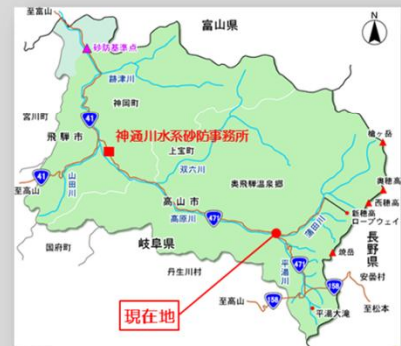 至富山
富山県
N
砂防基準点
跡津川
神岡町
宮川町
41
飛騨市
神通川水系砂防事務所
上宝町
槍ヶ岳
双六川
41
至高山
山田川
奥飛騨温泉郷
奥穂高
西穂高
高山市
新穂高
ロープウェイ
高原川
471
蒲田川
国府町
岐阜県
長野県
焼岳
丹生川村
平湯川
471
安曇村
現在地
至高山
158
158
平湯大滝
至松本